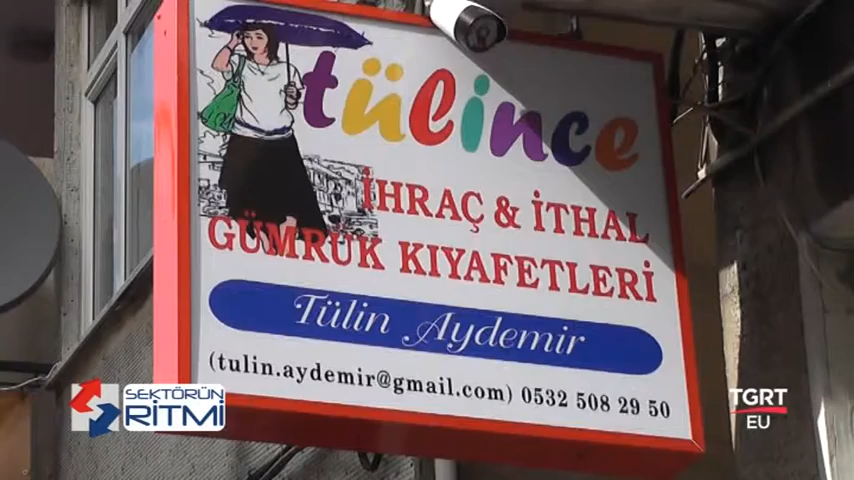 tülince
İHRAÇ & İTHAL
GÜMRÜK KIYAFETLERİ
Tülin Aydemir
(tulin.aydemir@gmail.com) 0532 508 29 50
SEKTÖRÜN
RİTMİ
TGRT
EU